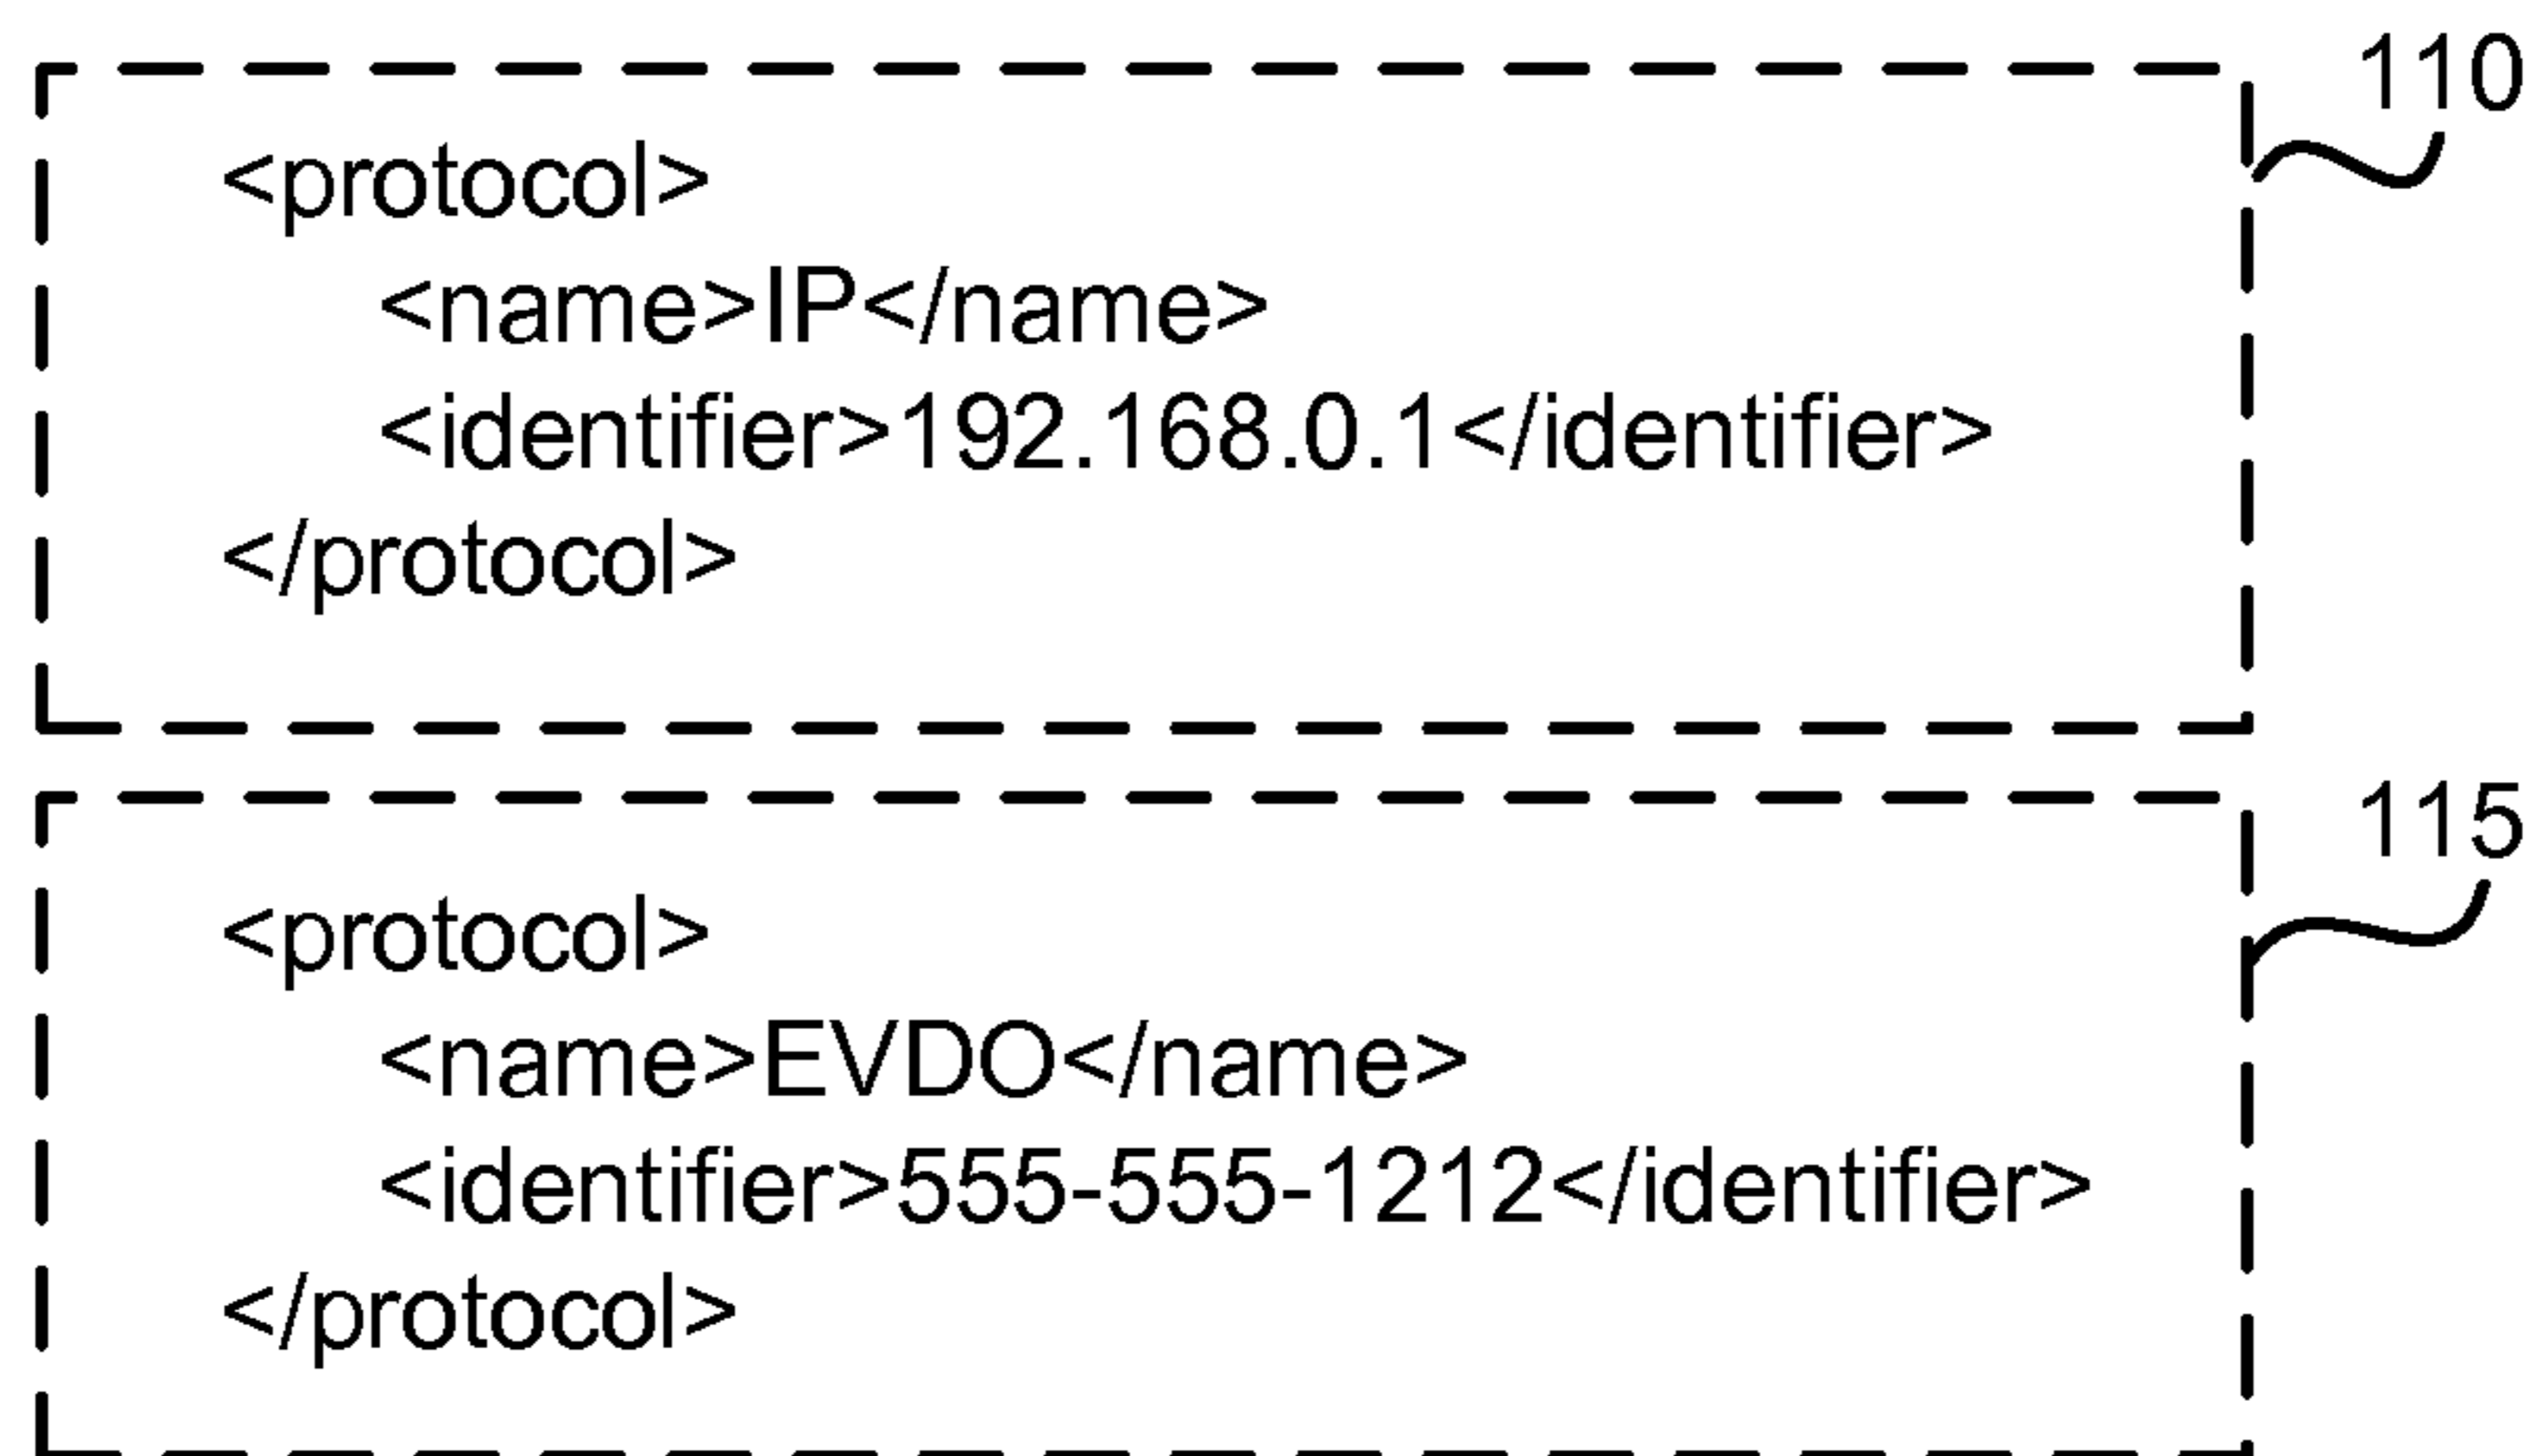 110
<protocol>
<name>IP</name>
<identifier>192.168.0.1</identifier>
</protocol>
115
<protocol>
<name>EVDO</name>
<identifier>555-555-1212</identifier>
</protocol>